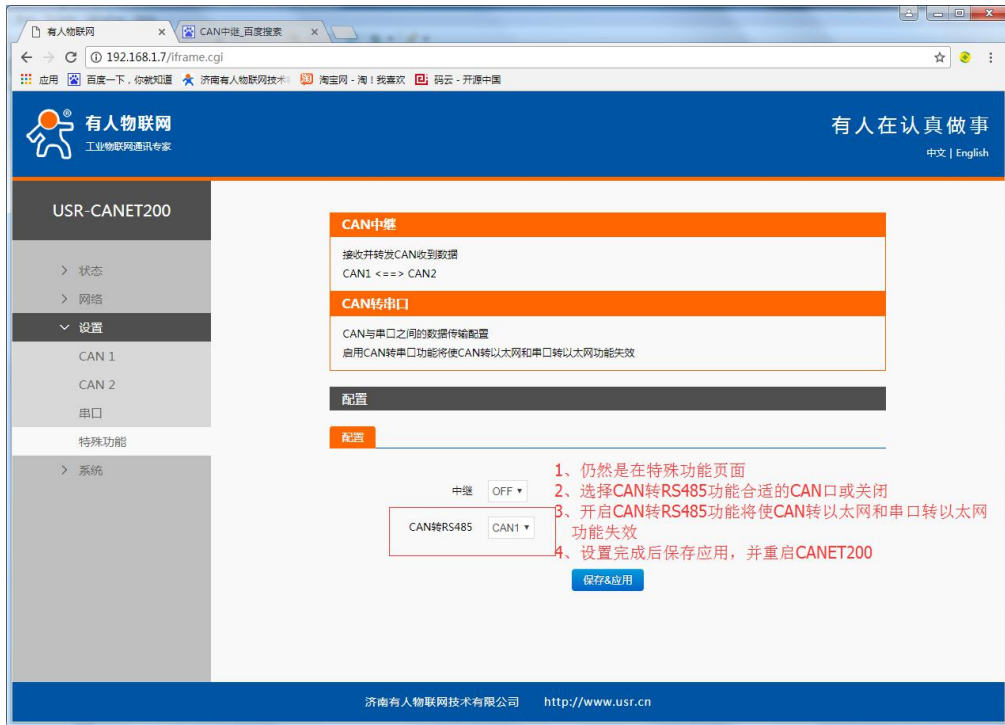 有人物联网
CAN中继_百度搜索
192.168.1.7/iframe.cgi
应用 百度一下，你就知道 济南有人物联网技术 淘宝网 - 淘！我喜欢 码云 - 开源中国
有人物联网
工业物联网通讯专家
有人在认真做事
中文 | English
USR-CANET200
状态
网络
设置
CAN 1
CAN 2
串口
特殊功能
系统
CAN中继
接收并转发CAN收到数据
CAN1 <==> CAN2
CAN转串口
CAN与串口之间的数据传输配置
启用CAN转串口功能将使CAN转以太网和串口转以太网功能失效
配置
配置
中继 OFF
CAN转RS485 CAN1
1、仍然是在特殊功能页面
2、选择CAN转RS485功能合适的CAN口或关闭
3、开启CAN转RS485功能将使CAN转以太网和串口转以太网
功能失效
4、设置完成后保存应用，并重启CANET200
保存&应用
济南有人物联网技术有限公司 http://www.usr.cn